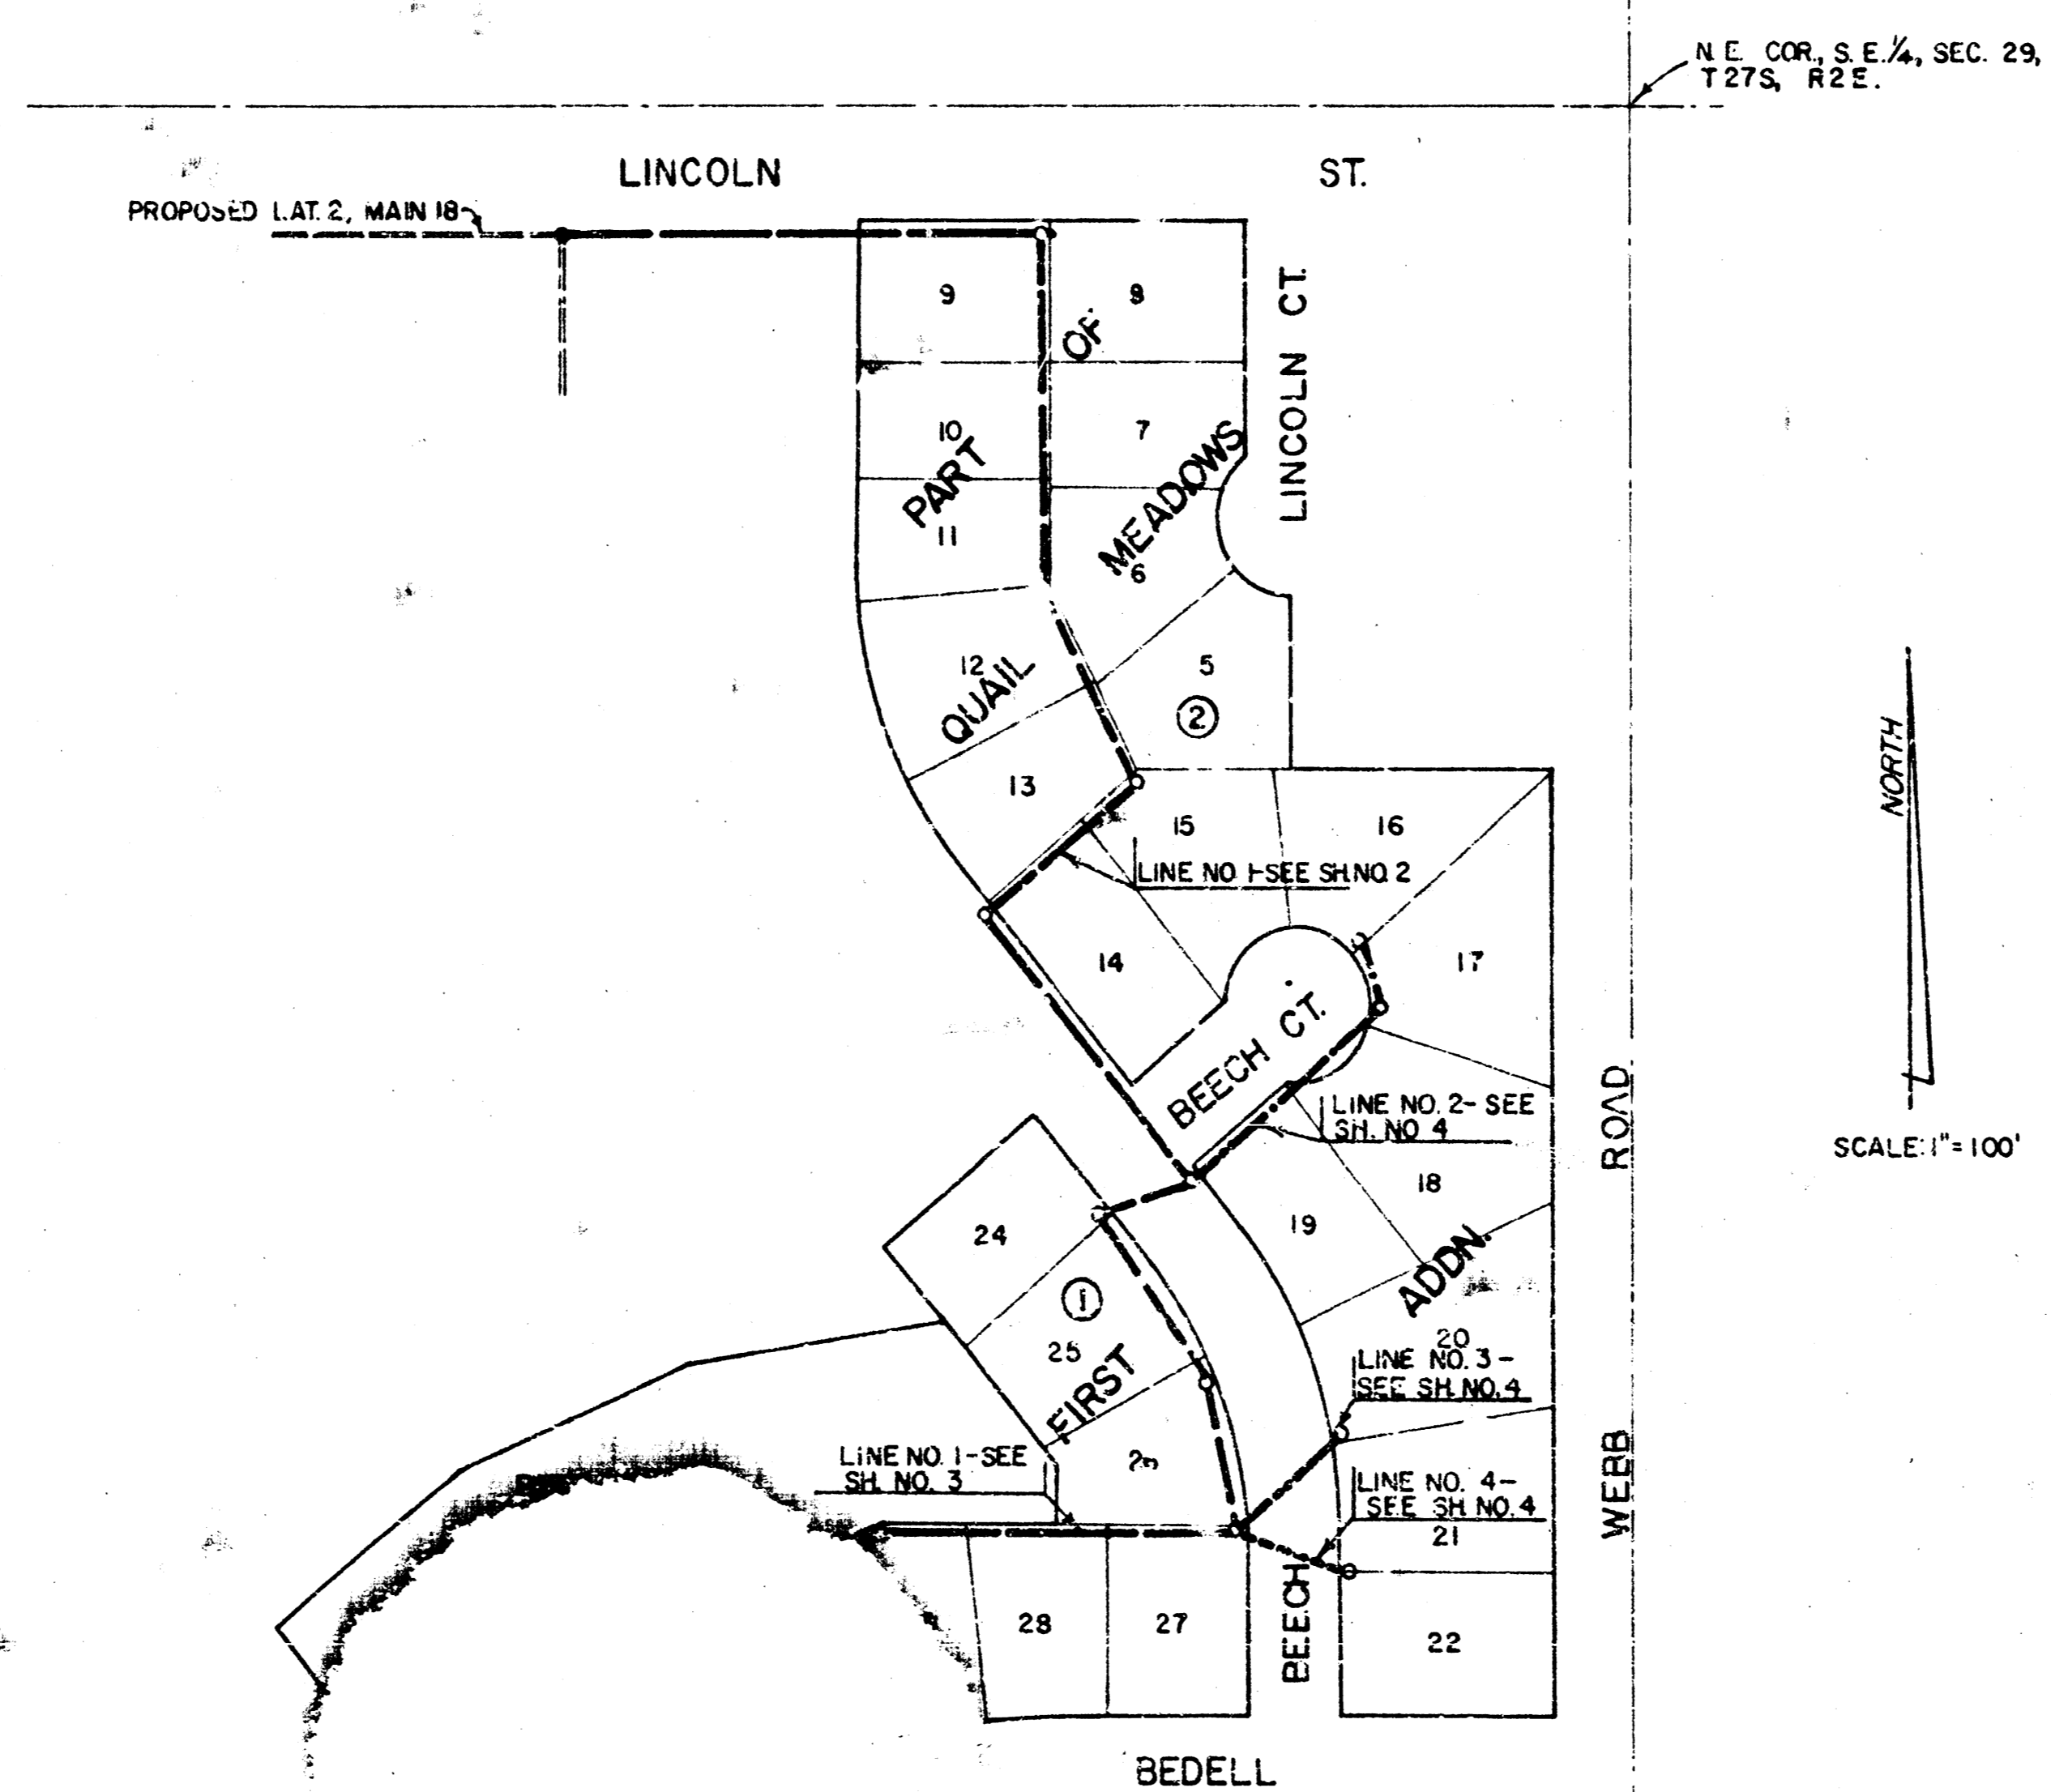 N.E. COR., S.E.1/4, SEC. 29,
T27S, R2E.
LINCOLN ST.
PROPOSED LAT. 2, MAIN 18
9
8
OF
LINCOLN CT.
10
7
PART
MEADOWS
11
6
12
5
QUAIL
2
13
15
16
LINE NO. 1-SEE SH. NO. 2
14
17
BEECH CT.
NORTH
SCALE: 1"=100'
LINE NO. 2- SEE
SH. NO. 4
ROAD
18
19
24
ADDN.
1
25
FIRST
20
LINE NO. 3-
SEE SH. NO. 4
LINE NO. 1-SEE
SH. NO. 3
LINE NO. 4-
SEE SH. NO. 4
WEBB
21
BEECH
28
27
22
BEDELL